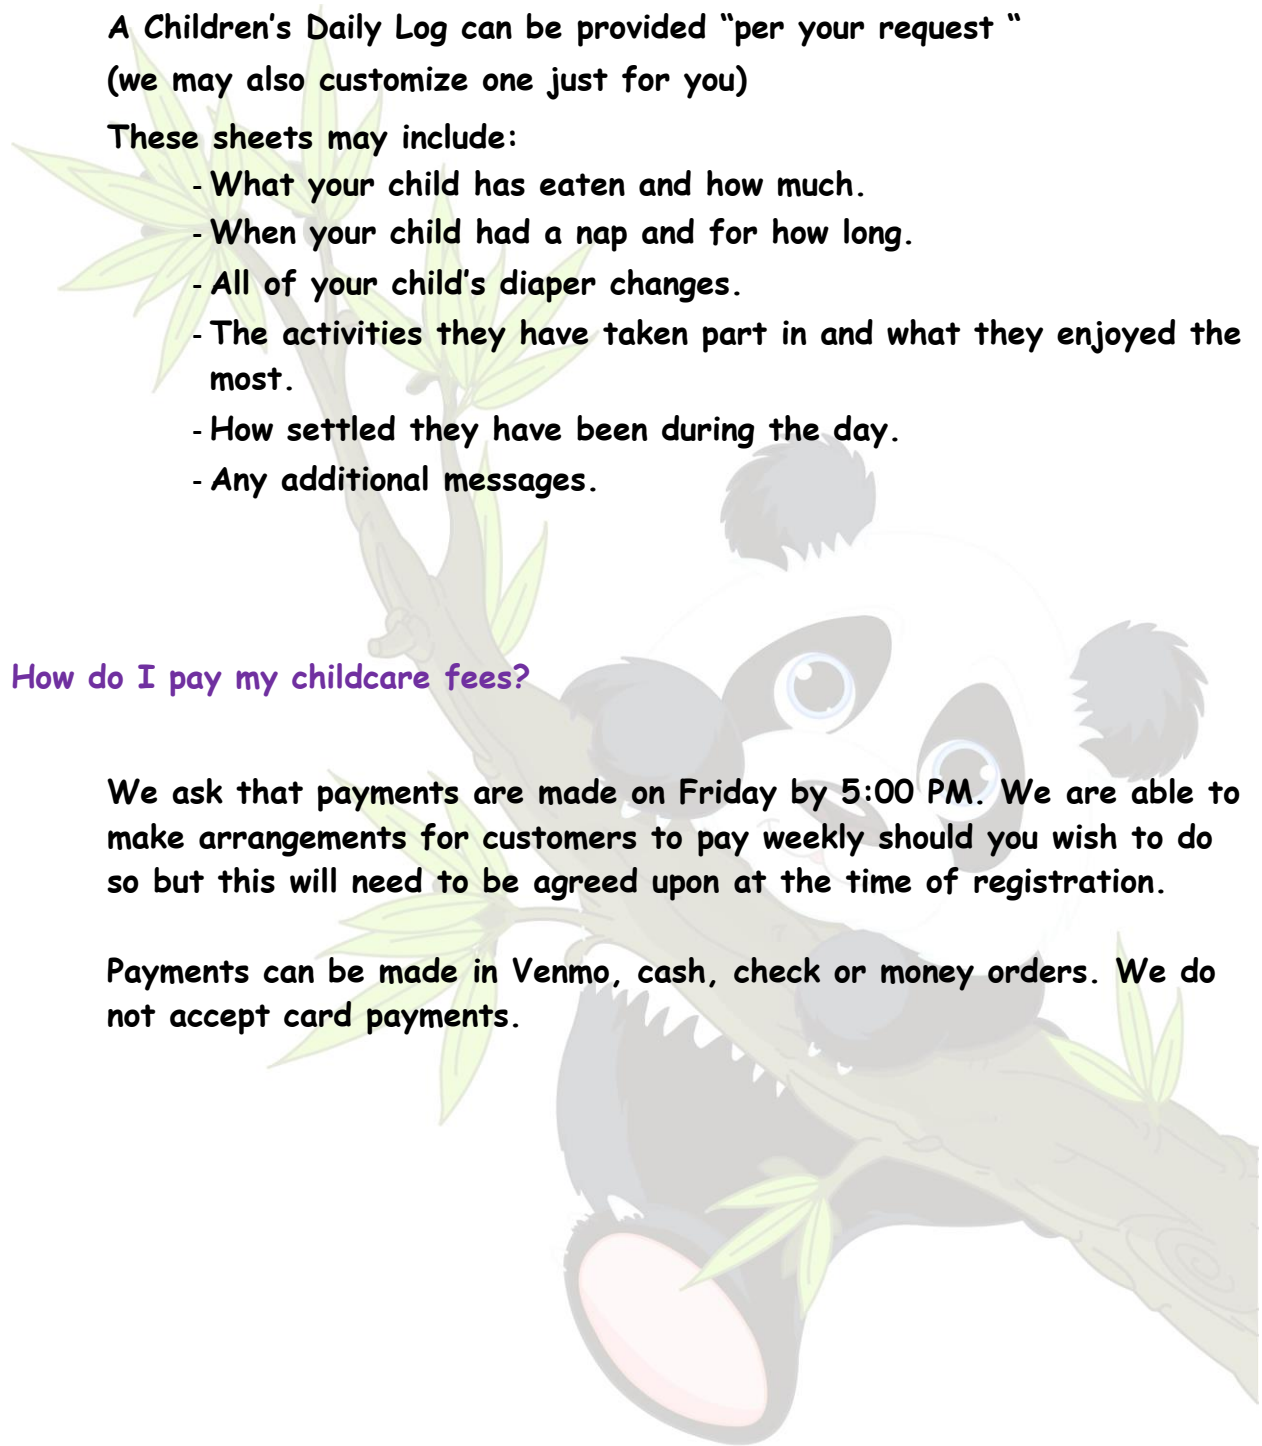 A Children’s Daily Log can be provided “per your request “
(we may also customize one just for you)
These sheets may include:
- What your child has eaten and how much.
- When your child had a nap and for how long.
- All of your child’s diaper changes.
- The activities they have taken part in and what they enjoyed the
most.
- How settled they have been during the day.
- Any additional messages.
How do I pay my childcare fees?
We ask that payments are made on Friday by 5:00 PM. We are able to
make arrangements for customers to pay weekly should you wish to do
so but this will need to be agreed upon at the time of registration.
Payments can be made in Venmo, cash, check or money orders. We do
not accept card payments.